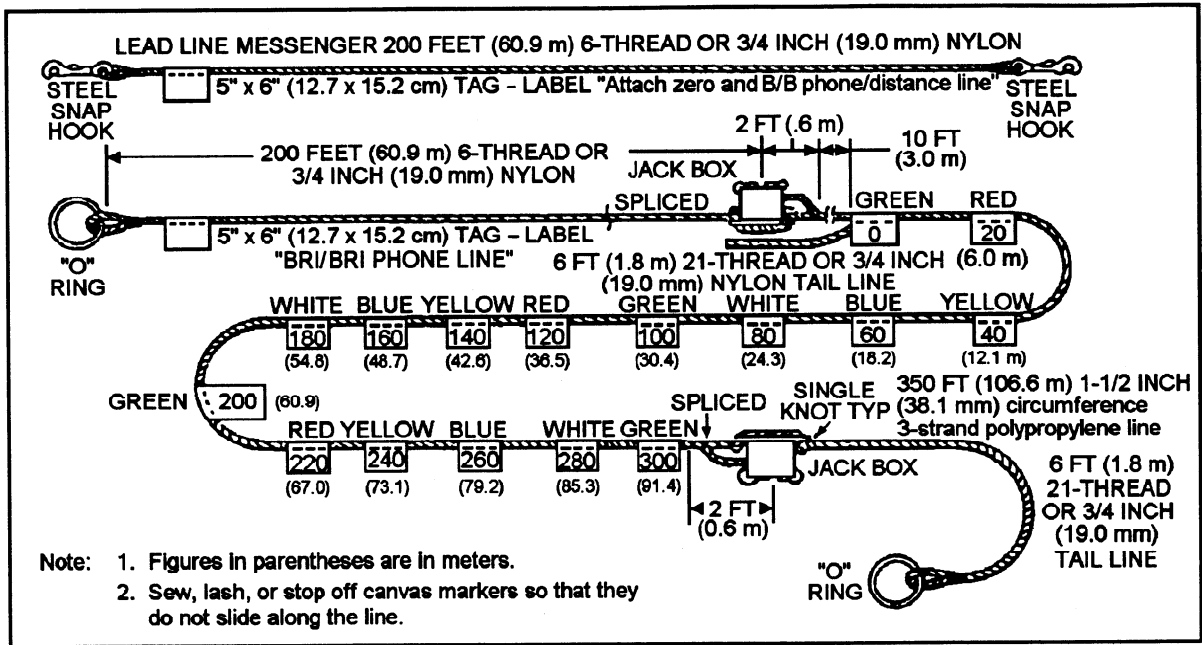 LEAD LINE MESSENGER 200 FEET (60.9 m) 6-THREAD OR 3/4 INCH (19.0 mm) NYLON
STEEL
SNAP
HOOK
5" x 6" (12.7 x 15.2 cm) TAG – LABEL "Attach zero and B/B phone/distance line"
STEEL
SNAP
HOOK
2 FT (.6 m)
10 FT
(3.0 m)
200 FEET (60.9 m) 6-THREAD OR
3/4 INCH (19.0 mm) NYLON
JACK BOX
SPLICED
GREEN
RED
0
20
(6.0 m)
"O"
RING
5" x 6" (12.7 x 15.2 cm) TAG – LABEL
"BRI/BRI PHONE LINE"
6 FT (1.8 m) 21-THREAD OR 3/4 INCH
(19.0 mm) NYLON TAIL LINE
WHITE BLUE YELLOW RED GREEN WHITE BLUE YELLOW
180 160 140 120 100 80 60 40
(54.8) (48.7) (42.6) (36.5) (30.4) (24.3) (18.2) (12.1 m)
GREEN 200 (60.9)
SPLICED
SINGLE
KNOT TYP
350 FT (106.6 m) 1-1/2 INCH
(38.1 mm) circumference
3-strand polypropylene line
RED YELLOW BLUE WHITE GREEN
220 240 260 280 300
(67.0) (73.1) (79.2) (85.3) (91.4)
JACK BOX
2 FT
(0.6 m)
6 FT (1.8 m)
21-THREAD
OR 3/4 INCH
(19.0 mm)
TAIL LINE
"O"
RING
Note: 1. Figures in parentheses are in meters.
2. Sew, lash, or stop off canvas markers so that they
do not slide along the line.